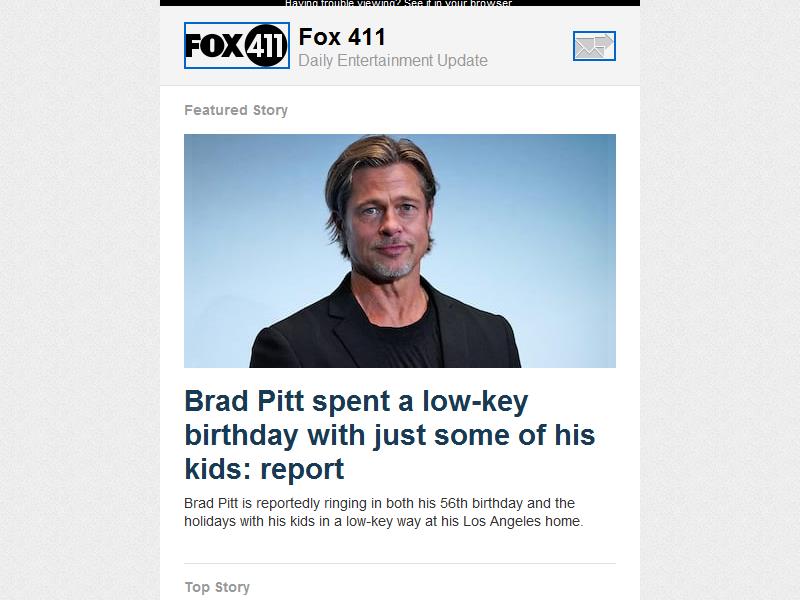 Having trouble viewing? See it in your browser
FOX 411
Fox 411
Daily Entertainment Update
Featured Story
Brad Pitt spent a low-key
birthday with just some of his
kids: report
Brad Pitt is reportedly ringing in both his 56th birthday and the
holidays with his kids in a low-key way at his Los Angeles home.
Top Story